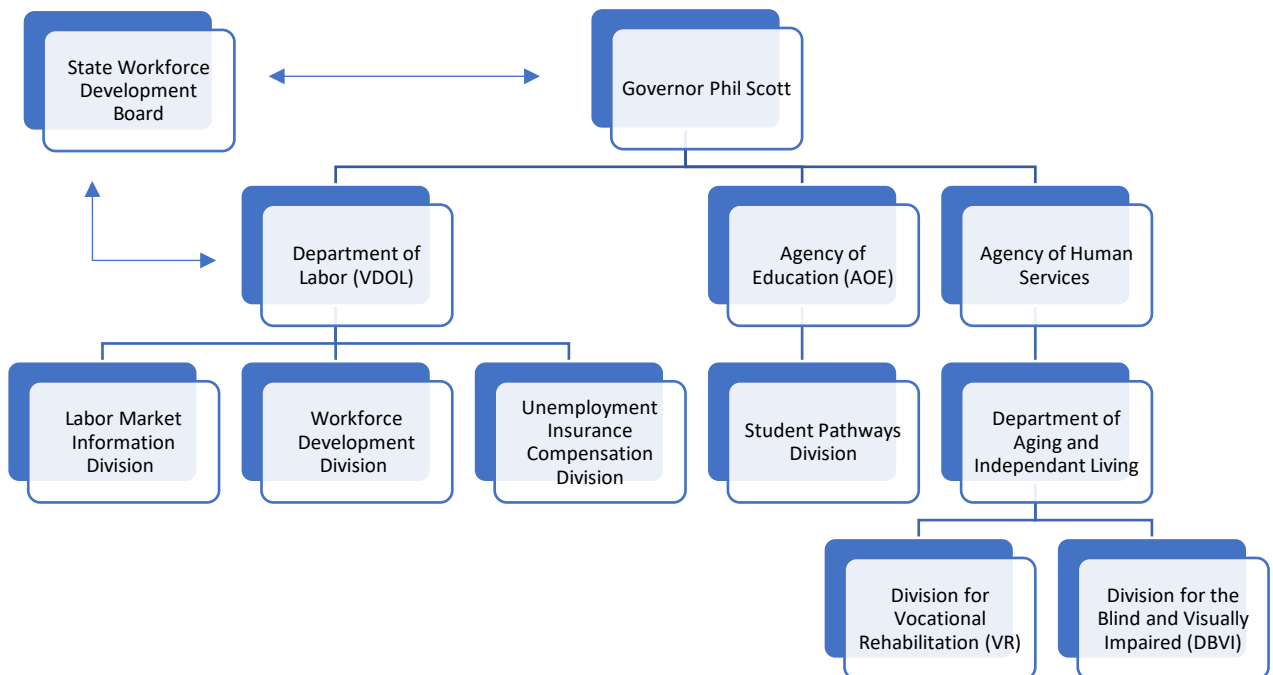 State Workforce
Development
Board
Governor Phil Scott
Department of
Labor (VDOL)
Agency of
Education (AOE)
Agency of Human
Services
Labor Market
Information
Division
Workforce
Development
Division
Unemployment
Insurance
Compensation
Division
Student Pathways
Division
Department of
Aging and
Independant Living
Division for
Vocational
Rehabilitation (VR)
Division for the
Blind and Visually
Impaired (DBVI)